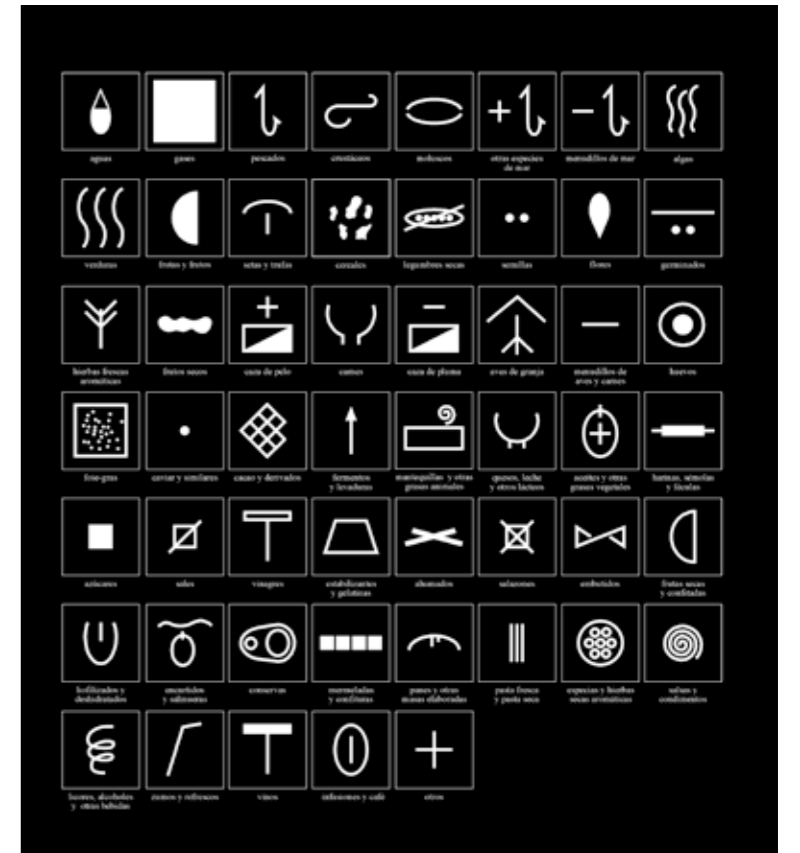 aguas
gases
pescados
crustáceos
moluscos
otras especies
de mar
menudillos de mar
algas
verduras
frutas y frutos
setas y trufas
cereales
legumbres secas
semillas
flores
germinados
hierbas frescas
aromáticas
frutos secos
caza de pelo
carnes
caza de pluma
aves de granja
menudillos de
aves y carnes
huevos
foie-gras
caviar y similares
cacao y derivados
fermentos
y levaduras
mantequillas y otras
grasas animales
quesos, leche
y otros lácteos
aceites y otras
grasas vegetales
harinas, sémolas
y féculas
azúcares
sales
vinagres
estabilizantes
y gelatinas
ahumados
salazones
embutidos
frutas secas
y confitadas
liofilizados y
deshidratados
encurtidos
y salmueras
conservas
mermeladas
y confituras
panes y otras
masas elaboradas
pasta fresca
y pasta seca
especias y hierbas
secas aromáticas
salsas y
condimentos
licores, alcoholes
y otras bebidas
zumos y refrescos
vinos
infusiones y café
otros